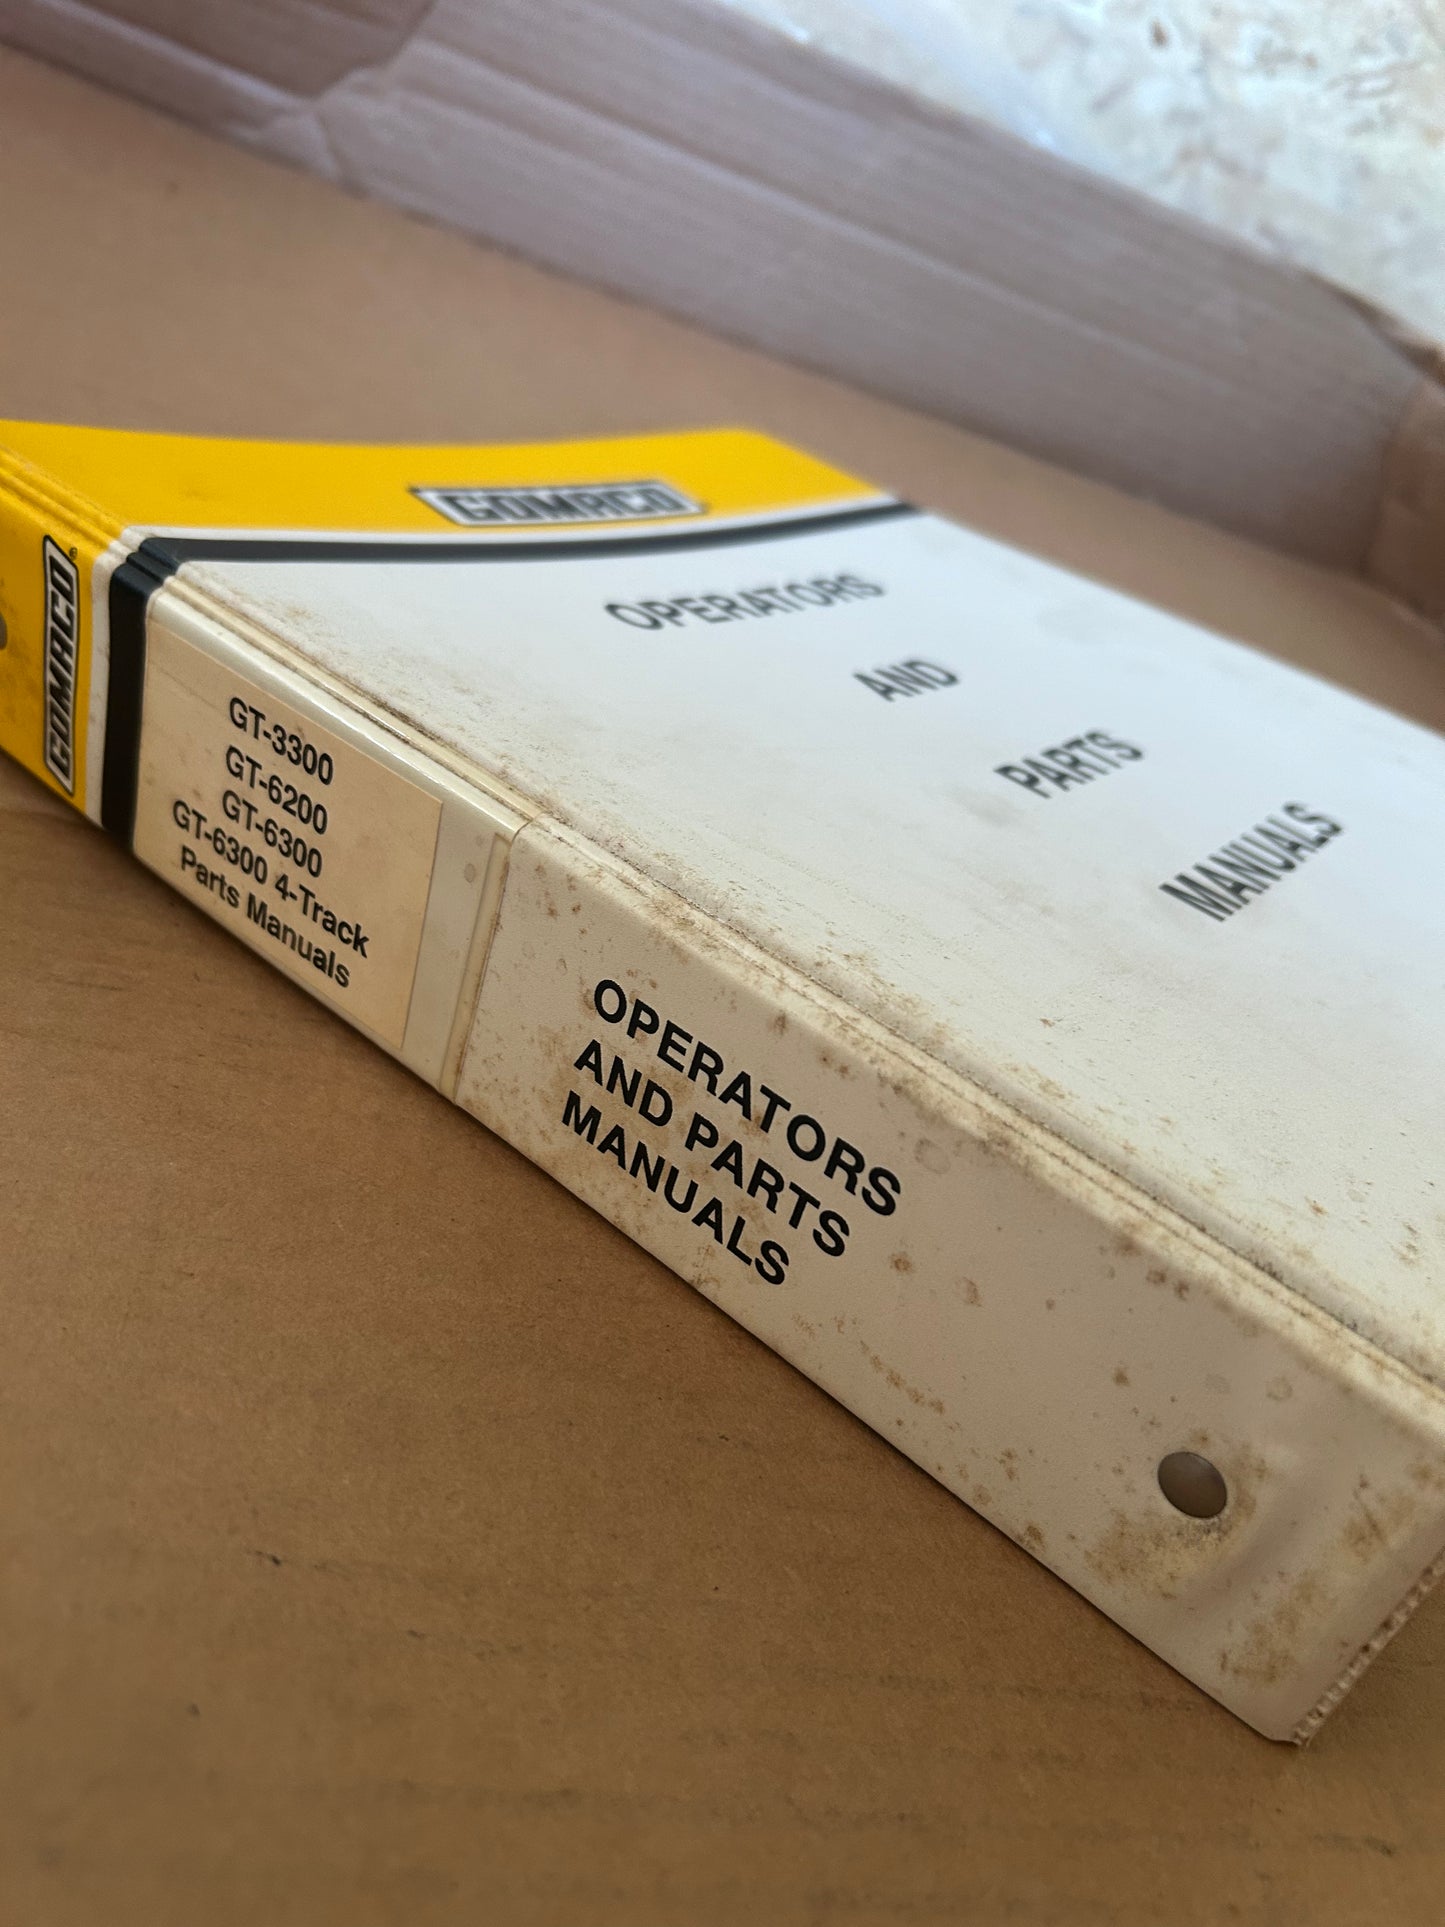 GOMACO
OPERATORS
AND
PARTS
MANUALS
GOMACO®
GT-3300
GT-6200
GT-6300
GT-6300 4-Track
Parts Manuals
OPERATORS
AND PARTS
MANUALS